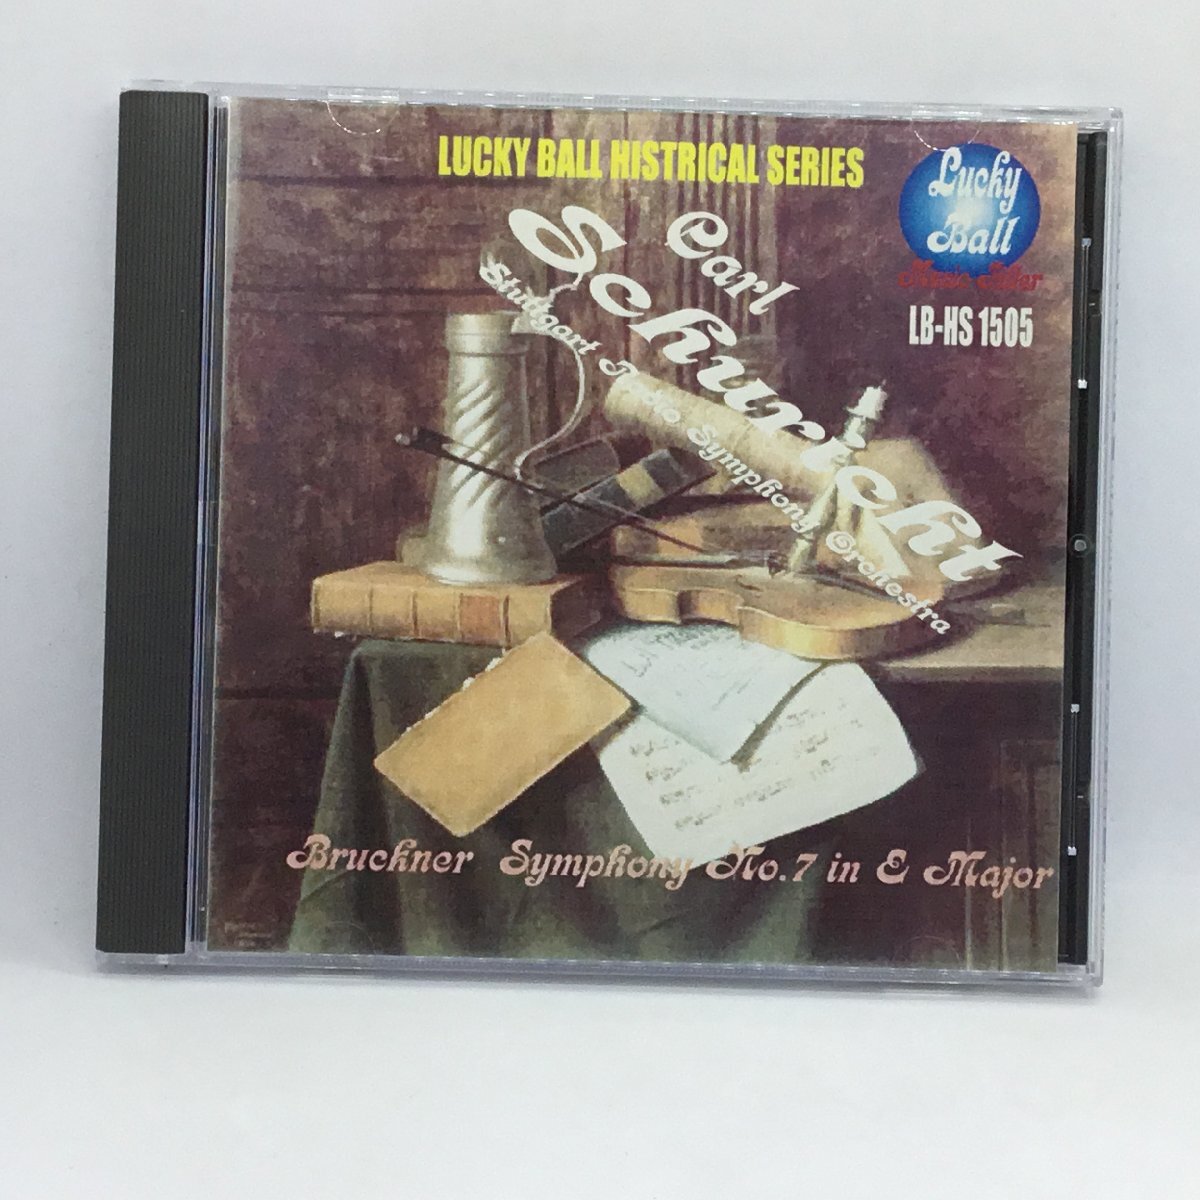 LUCKY BALL HISTRICAL SERIES
Lucky
Ball
Music
LB-HS 1505
Carl
Schuricht
Stuttgart Radio Symphony Orchestra
Bruckner Symphony No.7 in E Major